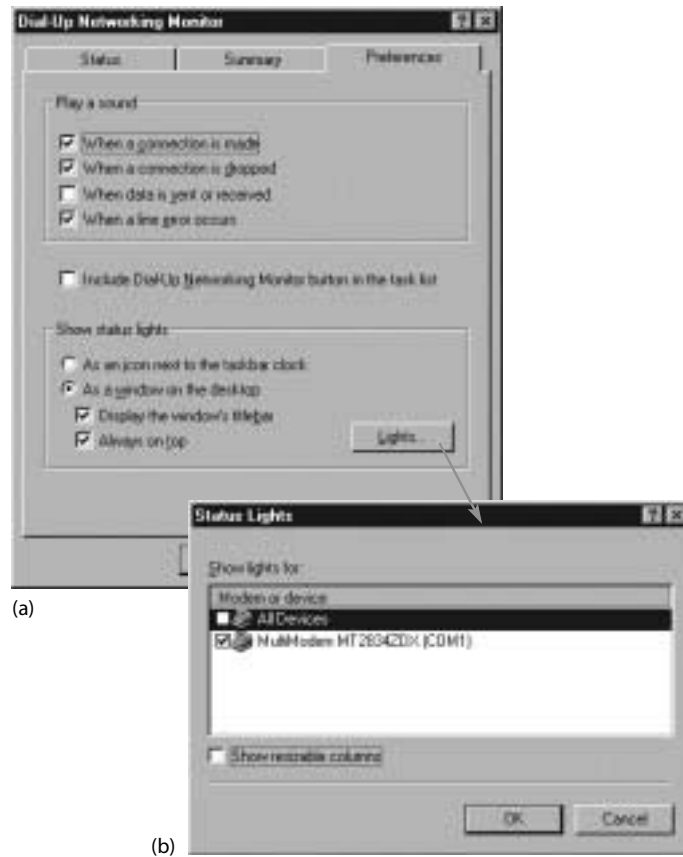 Dial-Up Networking Monitor
Status
Summary
Preferences
Play a sound
When a connection is made
When a connection is dropped
When data is sent or received
When a line error occurs
Include Dial-Up Networking Monitor button in the task list
Show status lights
As an icon next to the taskbar clock
As a window on the desktop
Display the window's titlebar
Always on top
Lights...
(a)
Status Lights
Show lights for:
Modem or device
All Devices
MultiModem MT2834ZDX (COM1)
Show resizable columns
OK
Cancel
(b)